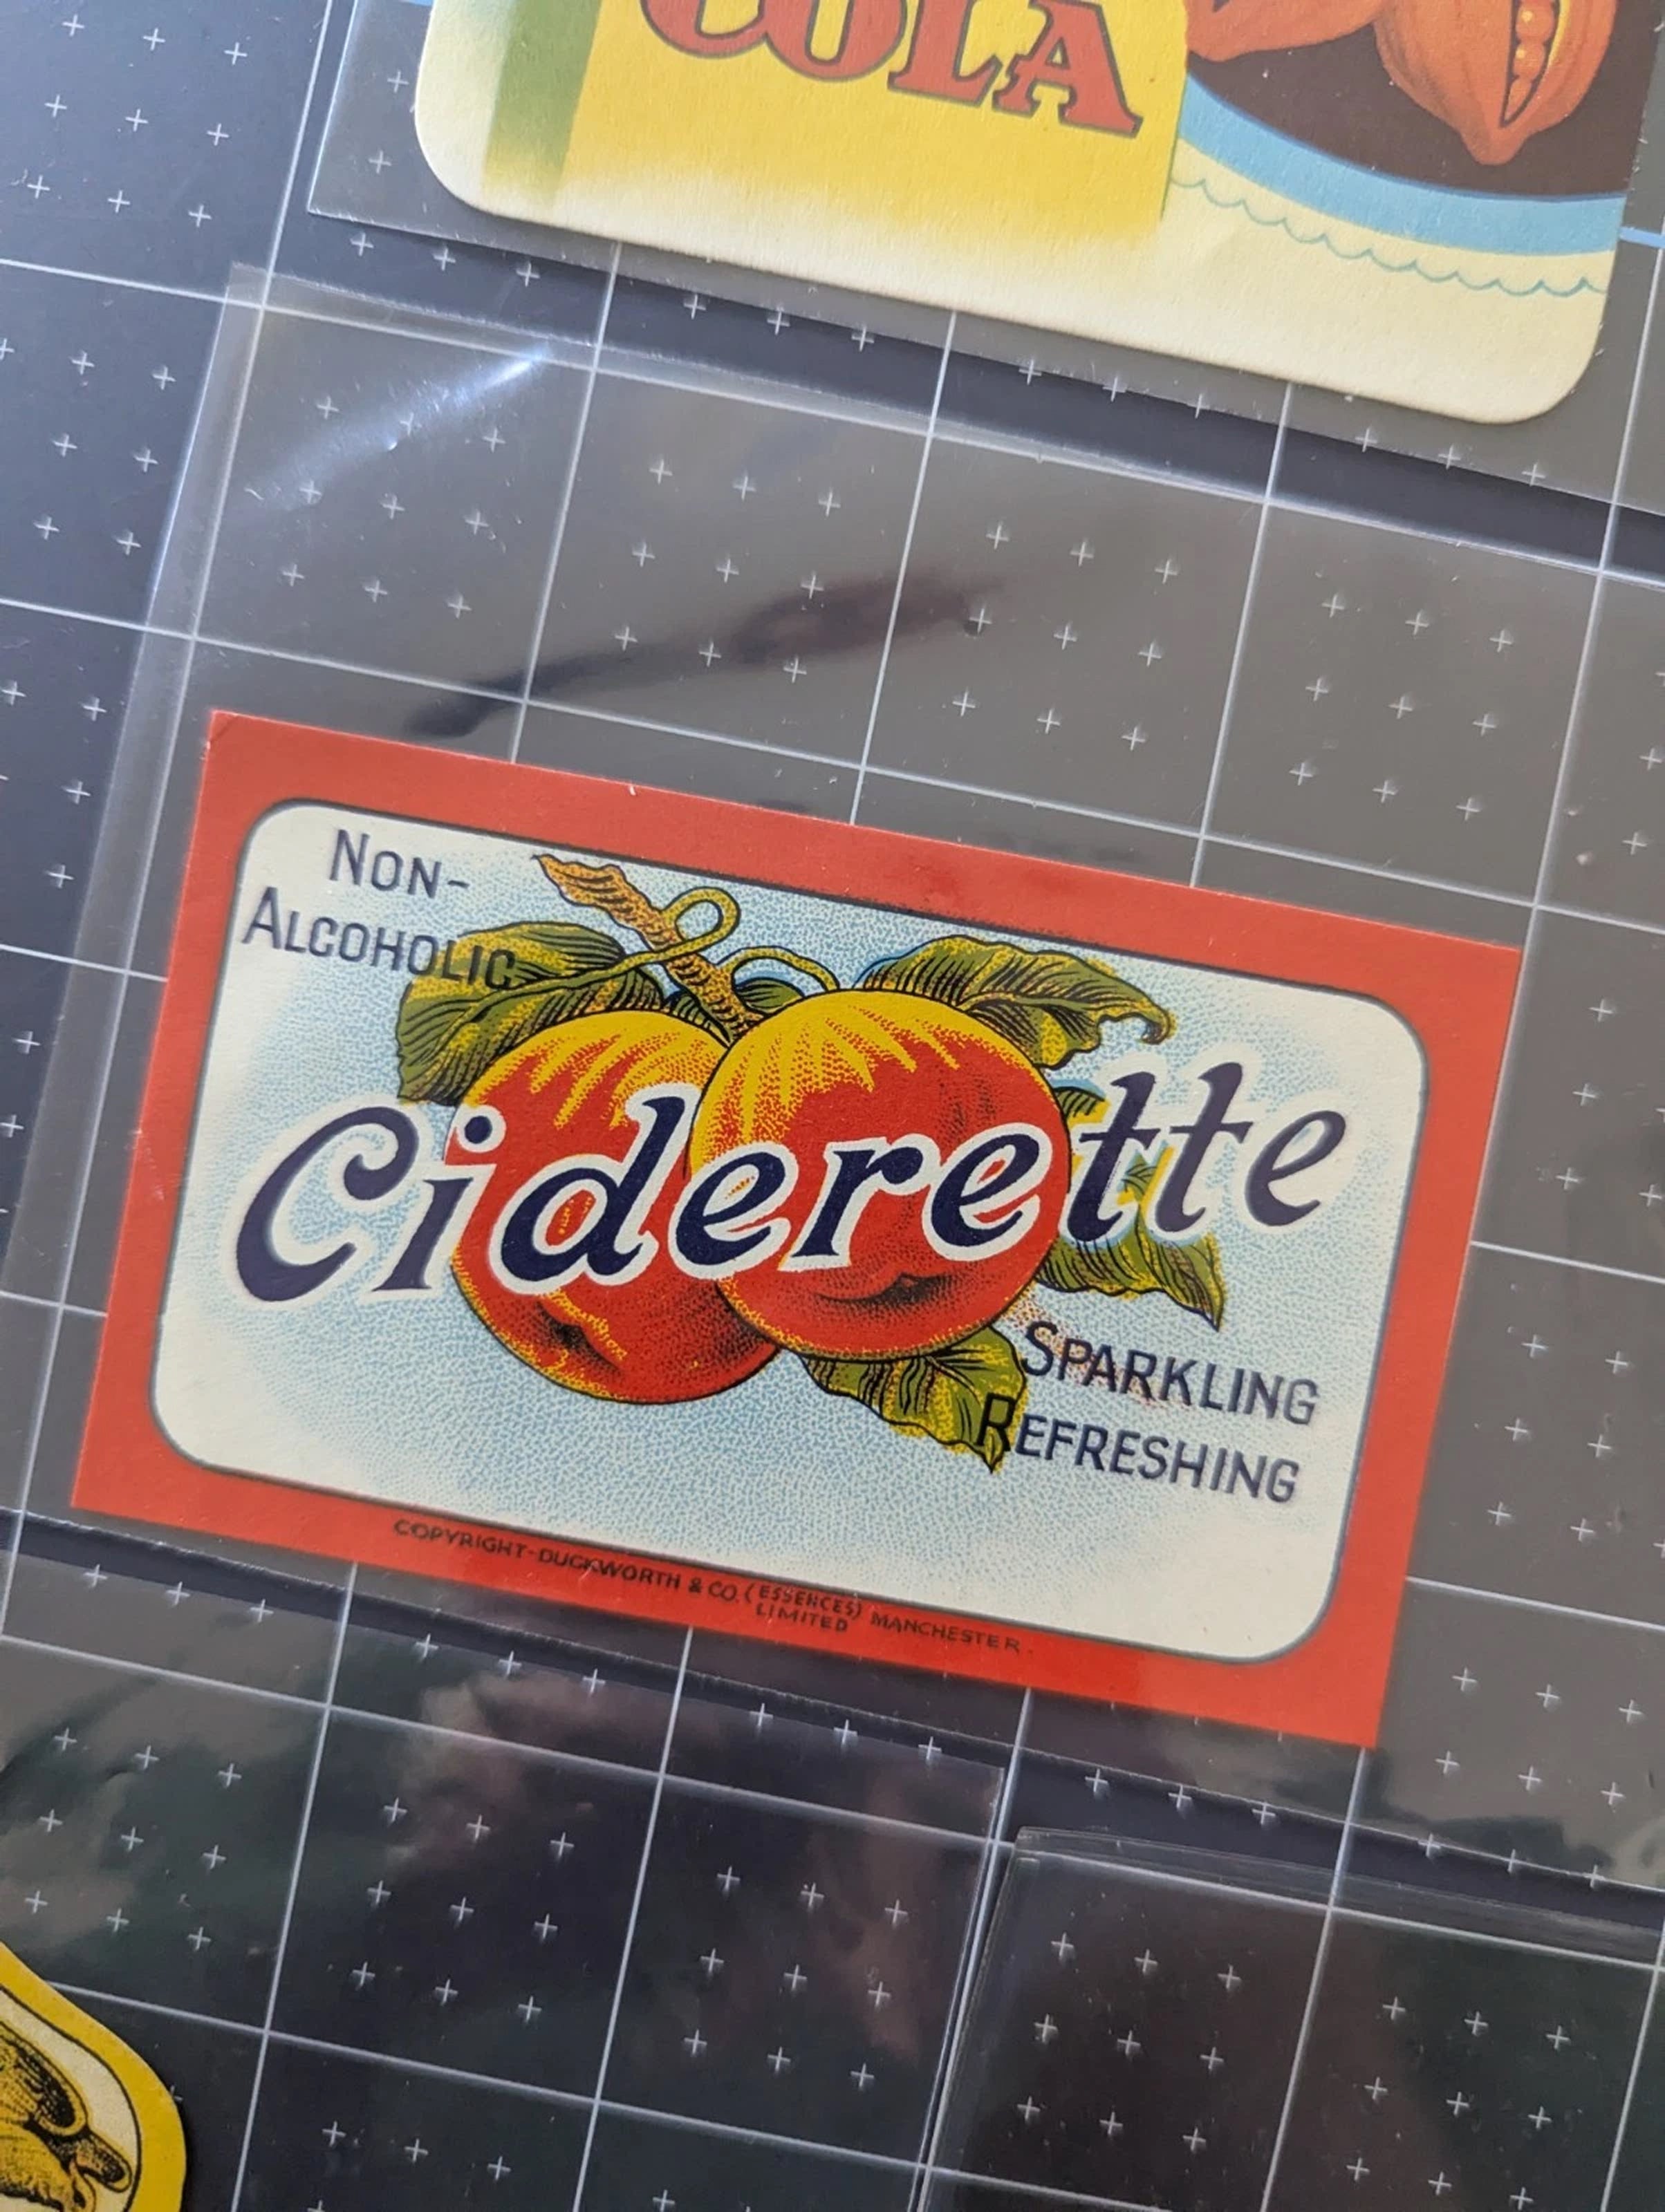 COLA
NON-
ALCOHOLIC
Ciderette
SPARKLING
REFRESHING
COPYRIGHT-DUCKWORTH & CO. (ESSENCES) MANCHESTER.
LIMITED